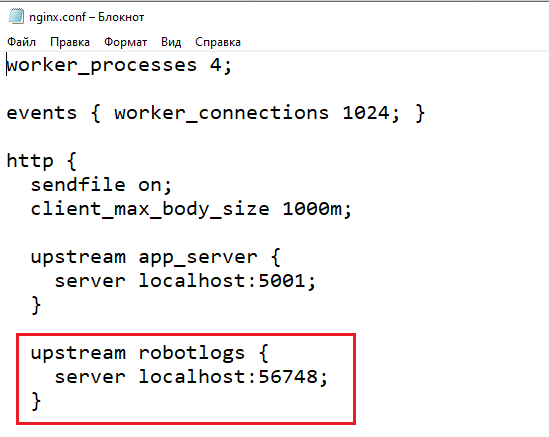 nginx.conf – Блокнот
Файл Правка Формат Вид Справка
worker_processes 4;
events { worker_connections 1024; }
http {
  sendfile on;
  client_max_body_size 1000m;
  upstream app_server {
    server localhost:5001;
  }
  upstream robotlogs {
    server localhost:56748;
  }